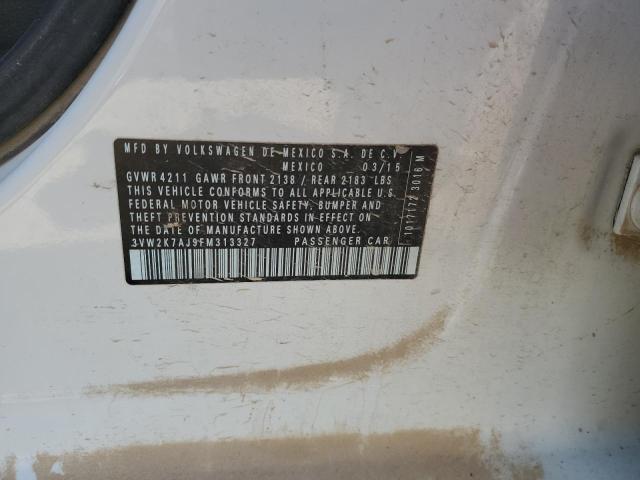 MFD BY VOLKSWAGEN DE MEXICO S.A. DE C.V.
MEXICO 03/15
GVWR 4211 GAWR FRONT 2138 / REAR 2183 LBS
THIS VEHICLE CONFORMS TO ALL APPLICABLE U.S.
FEDERAL MOTOR VEHICLE SAFETY, BUMPER AND
THEFT PREVENTION STANDARDS IN EFFECT ON
THE DATE OF MANUFACTURE SHOWN ABOVE.
3VW2K7AJ9FM313327 PASSENGER CAR
1017172 3016 M